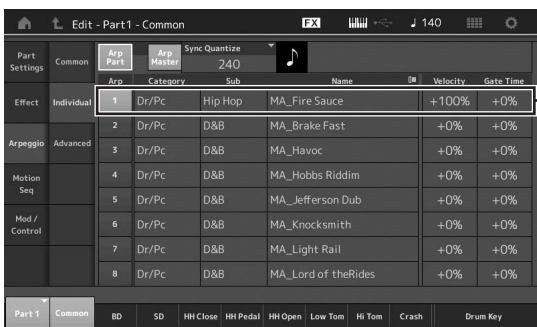 Edit - Part1 - Common FX ♩ 140
Part Settings Common Arp Part Arp Master Sync Quantize 240
Arp Category Sub Name Velocity Gate Time
Effect Individual 1 Dr/Pc Hip Hop MA_Fire Sauce +100% +0%
2 Dr/Pc D&B MA_Brake Fast +0% +0%
Arpeggio Advanced 3 Dr/Pc D&B MA_Havoc +0% +0%
Motion Seq 4 Dr/Pc D&B MA_Hobbs Riddim +0% +0%
5 Dr/Pc D&B MA_Jefferson Dub +0% +0%
Mod / Control 6 Dr/Pc D&B MA_Knocksmith +0% +0%
7 Dr/Pc D&B MA_Light Rail +0% +0%
8 Dr/Pc D&B MA_Lord of theRides +0% +0%
Part 1 Common BD SD HH Close HH Pedal HH Open Low Tom Hi Tom Crash Drum Key